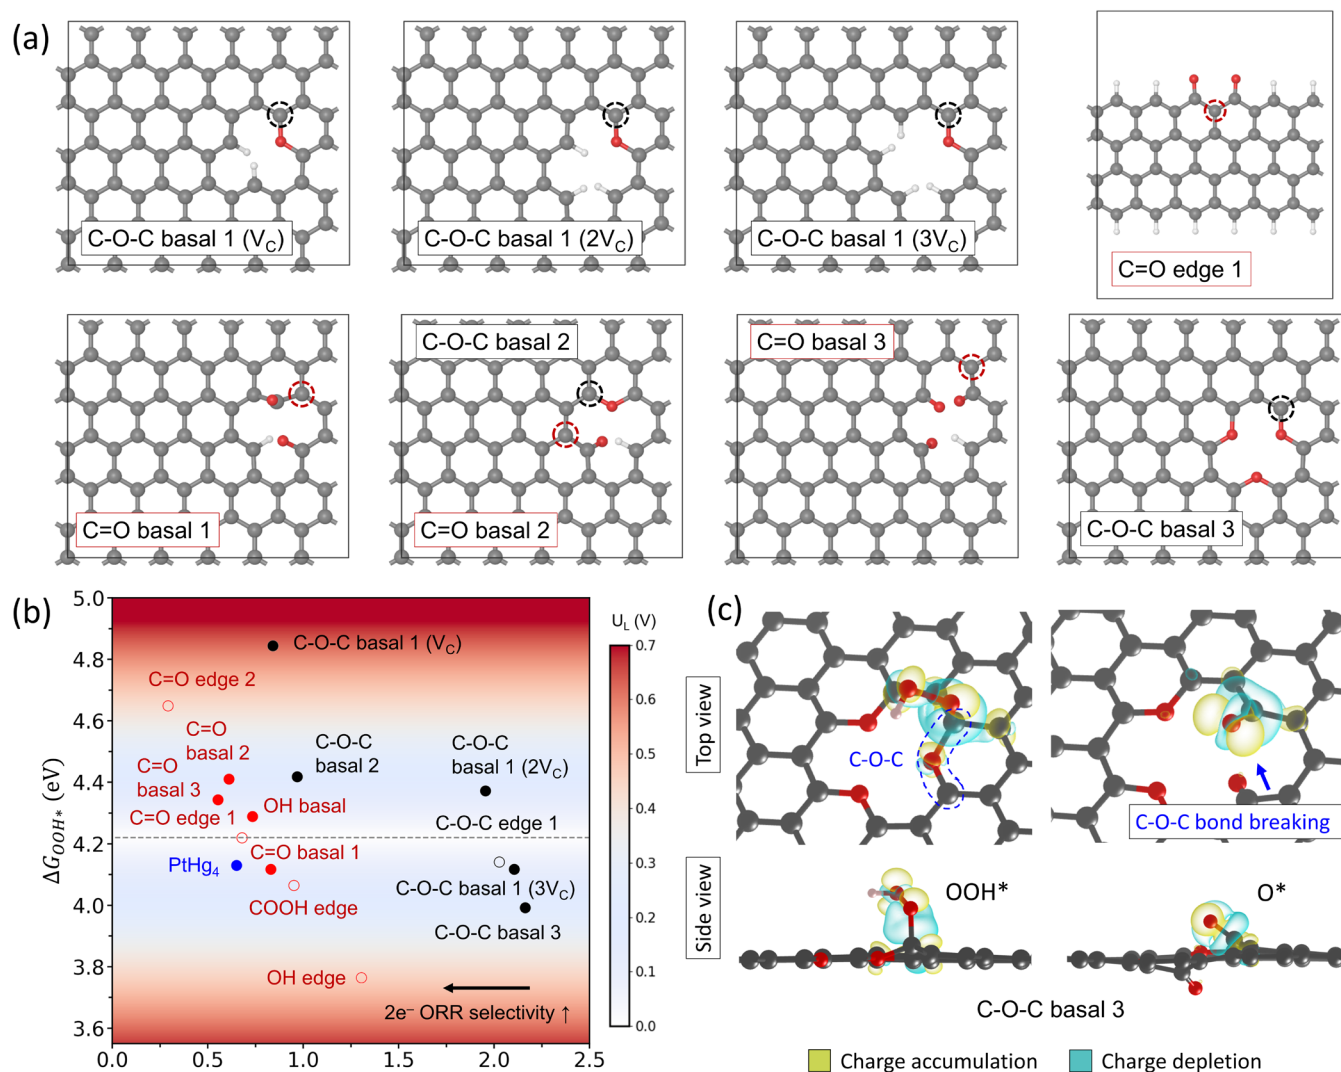 (a)
C-O-C basal 1 (V_C)
C-O-C basal 1 (2V_C)
C-O-C basal 1 (3V_C)
C=O edge 1
C=O basal 1
C-O-C basal 2
C=O basal 2
C=O basal 3
C-O-C basal 3
(b)
ΔG_OOH* (eV)
5.0
4.8
4.6
4.4
4.2
4.0
3.8
3.6
0.0
0.5
1.0
1.5
2.0
2.5
C-O-C basal 1 (V_C)
C=O edge 2
C=O
basal 2
C-O-C
basal 2
C-O-C
basal 1 (2V_C)
C=O
basal 3
OH basal
C=O edge 1
C-O-C edge 1
C=O basal 1
PtHg₄
COOH edge
C-O-C basal 1 (3V_C)
C-O-C basal 3
OH edge
2e⁻ ORR selectivity ↑
U_L (V)
0.7
0.6
0.5
0.4
0.3
0.2
0.1
0.0
(c)
Top view
C-O-C
C-O-C bond breaking
Side view
OOH*
O*
C-O-C basal 3
Charge accumulation
Charge depletion